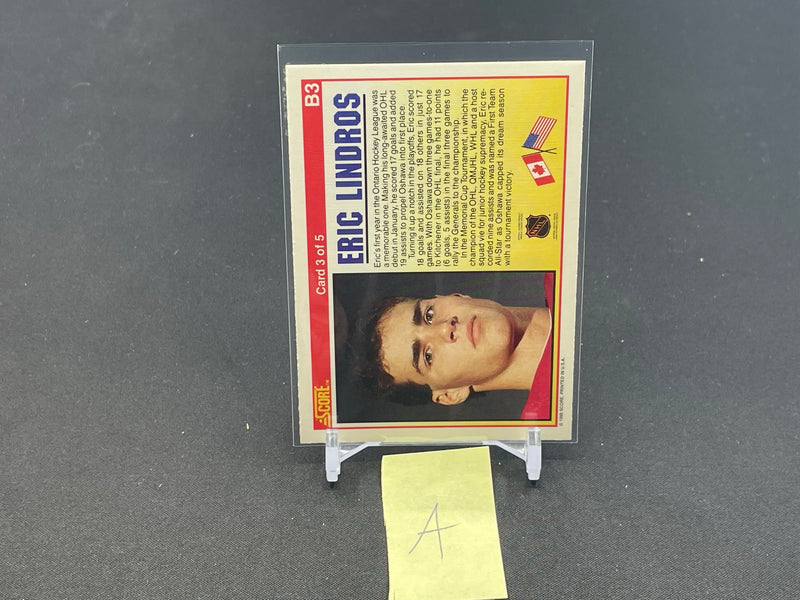 SCORE™
Card 3 of 5
B3
ERIC LINDROS
Eric's first year in the Ontario Hockey League was
a memorable one. Making his long-awaited OHL
debut in January, he scored 17 goals and added
19 assists to propel Oshawa into first place.
Turning it up a notch in the playoffs, Eric scored
18 goals and assisted on 18 others in just 17
games. With Oshawa down three games-to-one
to Kitchener in the OHL final, he had 11 points
(6 goals, 5 assists) in the final three games to
rally the Generals to the championship.
In the Memorial Cup Tournament, in which the
champion of the OHL, QMJHL, WHL and a host
squad vie for junior hockey supremacy, Eric re-
corded nine assists and was named a First Team
All-Star as Oshawa capped its dream season
with a tournament victory.
NHL
© 1990 SCORE, PRINTED IN U.S.A.
A